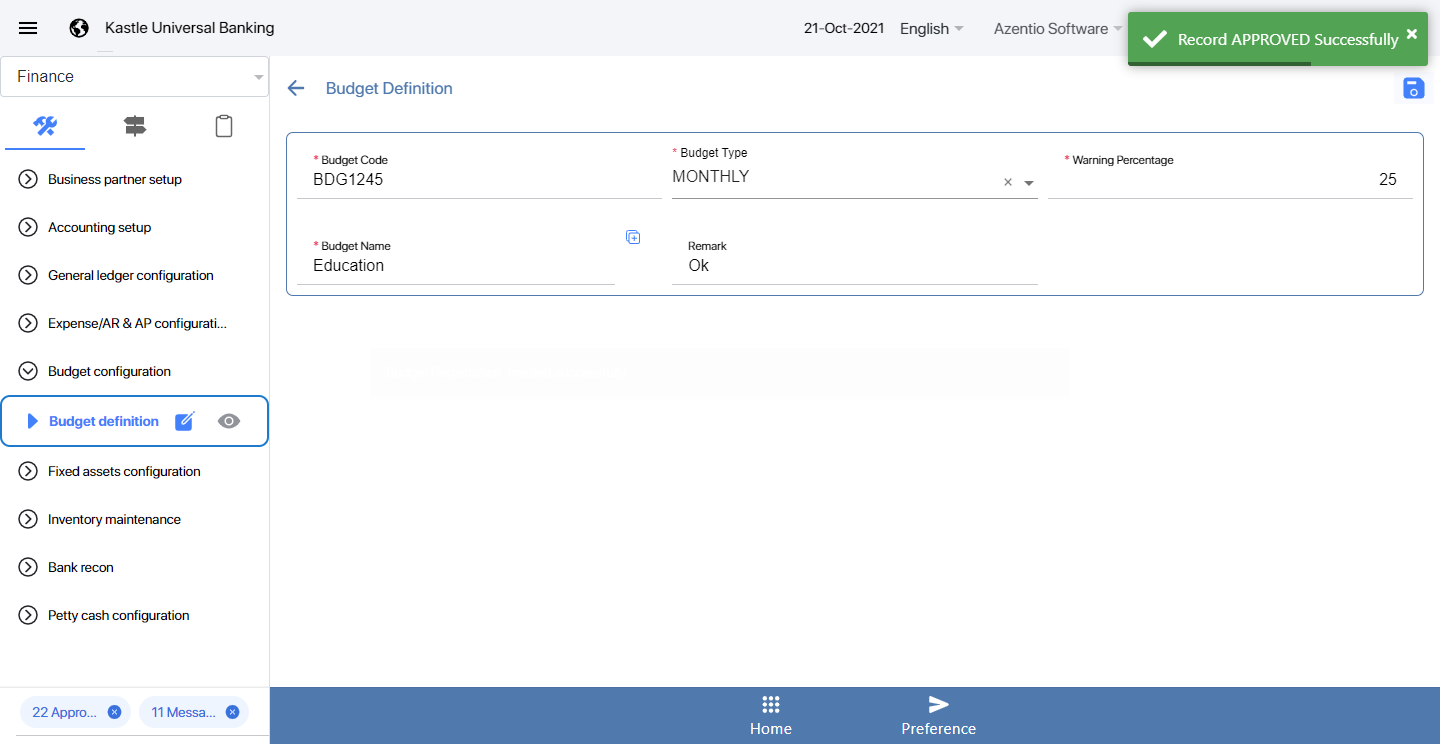 Kastle Universal Banking
21-Oct-2021
English
Azentio Software
Record APPROVED Successfully
Finance
Budget Definition
* Budget Code
BDG1245
* Budget Type
MONTHLY
* Warning Percentage
25
* Budget Name
Education
Remark
Ok
Business partner setup
Accounting setup
General ledger configuration
Expense/AR & AP configurati...
Budget configuration
Budget definition
Fixed assets configuration
Inventory maintenance
Bank recon
Petty cash configuration
22 Appro...
11 Messa...
Home
Preference